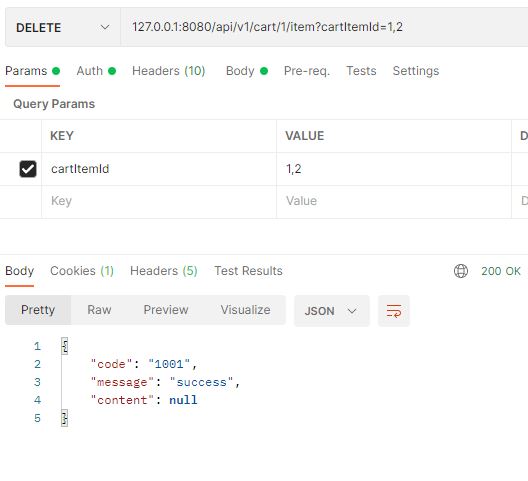 DELETE 127.0.0.1:8080/api/v1/cart/1/item?cartItemId=1,2
Params Auth Headers (10) Body Pre-req. Tests Settings
Query Params
KEY VALUE D
cartItemId 1,2
Key Value D
Body Cookies (1) Headers (5) Test Results 200 OK
Pretty Raw Preview Visualize JSON
1 {
2 "code": "1001",
3 "message": "success",
4 "content": null
5 }